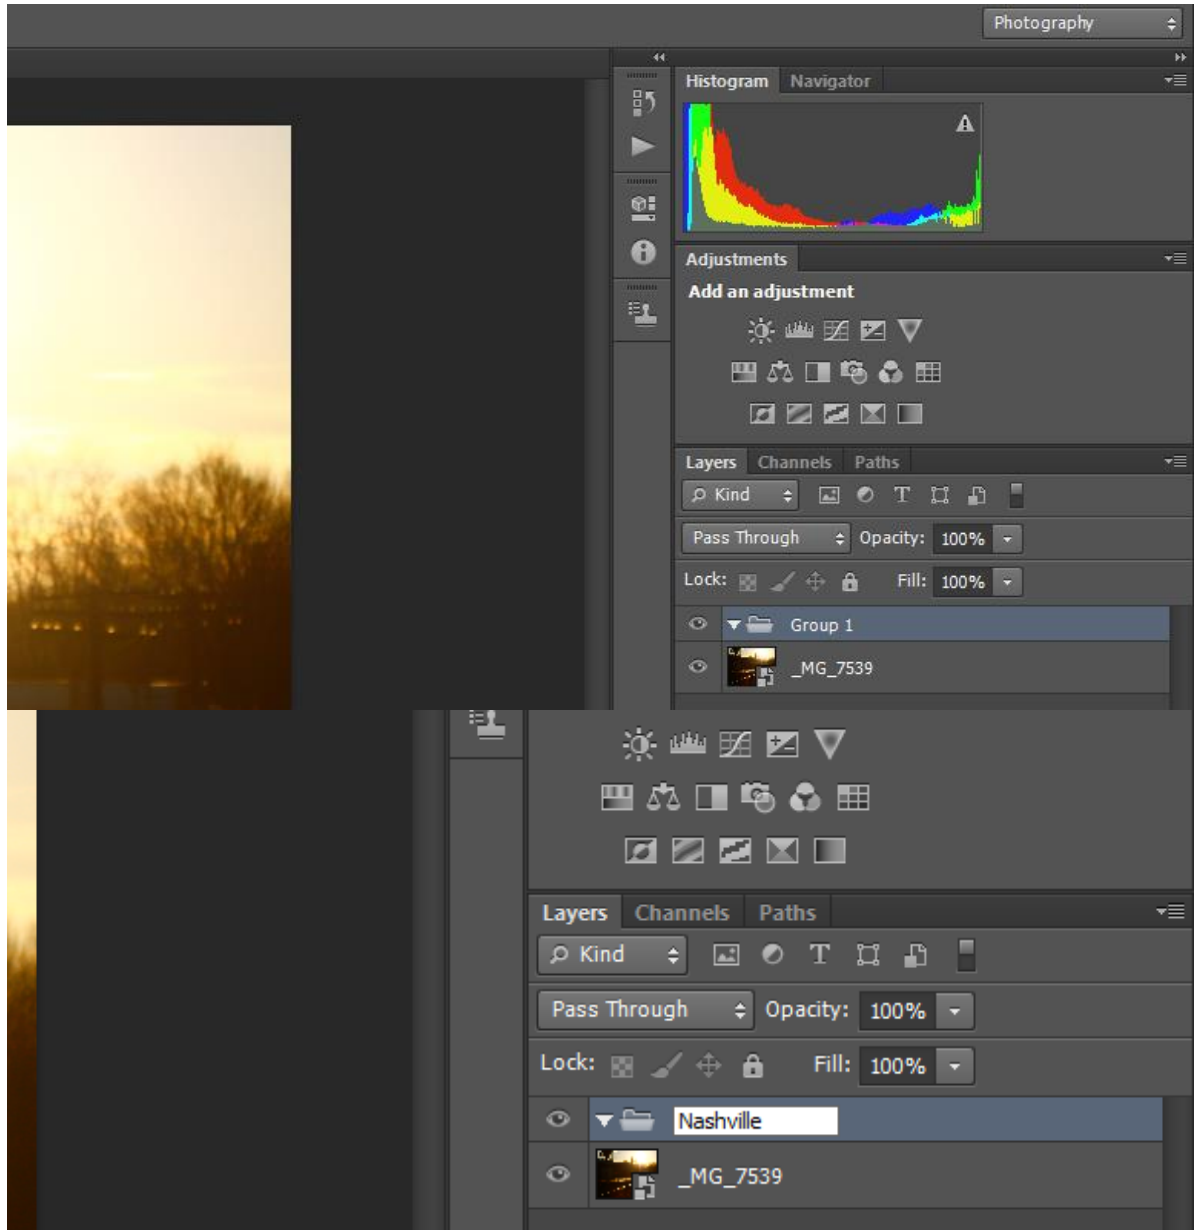 Photography
Histogram Navigator
Adjustments
Add an adjustment
Layers Channels Paths
Kind T
Pass Through Opacity: 100%
Lock: Fill: 100%
Group 1
_MG_7539
Layers Channels Paths
Kind T
Pass Through Opacity: 100%
Lock: Fill: 100%
Nashville
_MG_7539